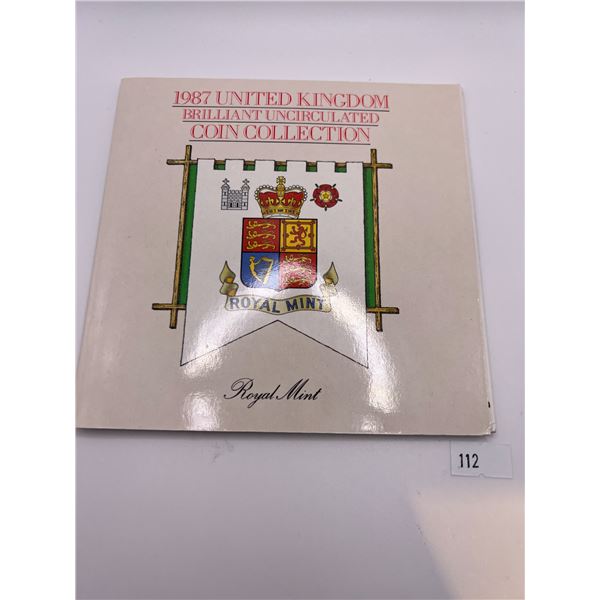 1987 UNITED KINGDOM
BRILLIANT UNCIRCULATED
COIN COLLECTION
ROYAL MINT
Royal Mint
112